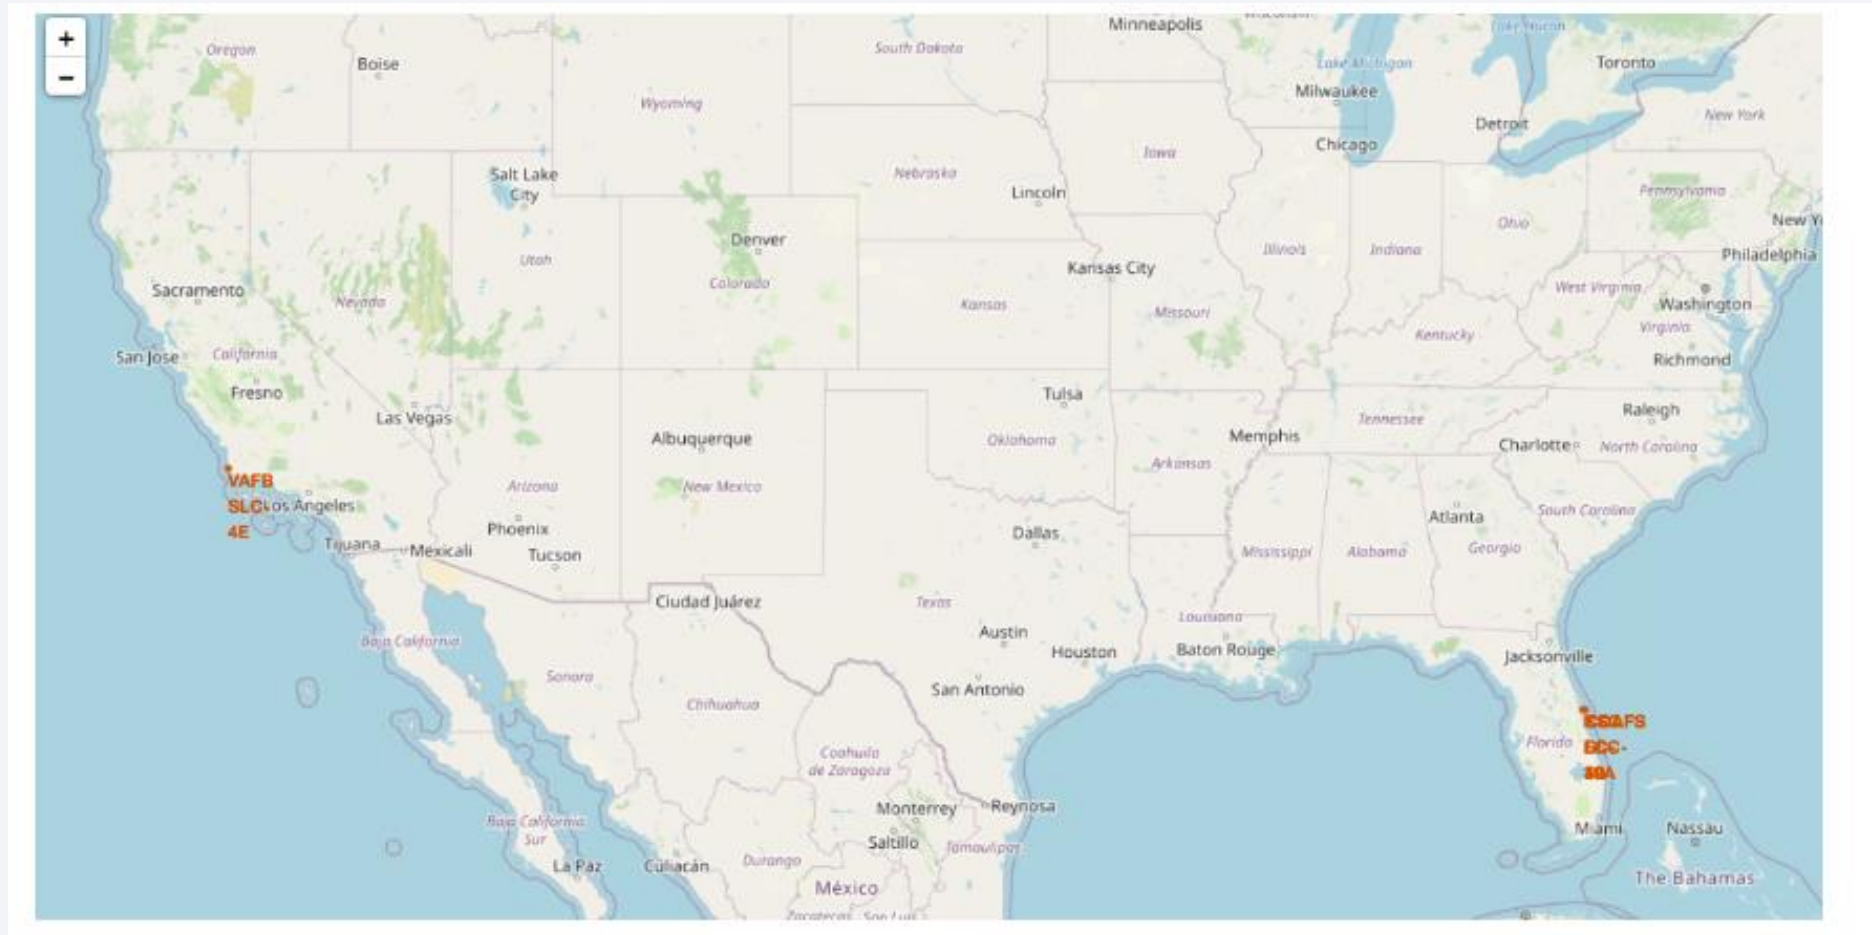 +
−
Minneapolis
Oregon
Boise
South Dakota
Lake Michigan
Toronto
Milwaukee
Wyoming
Detroit
New York
Chicago
Iowa
Salt Lake
City
Nebraska
Lincoln
Pennsylvania
Ohio
Denver
Utah
Illinois
Indiana
Philadelphia
Kansas City
Colorado
Sacramento
Nevada
Kansas
Missouri
West Virginia
Washington
Kentucky
Virginia
San Jose
California
Richmond
Fresno
Las Vegas
Tulsa
Raleigh
Tennessee
Albuquerque
Oklahoma
Memphis
Charlotte
North Carolina
Arkansas
VAFB
SLC-
4E
Los Angeles
Arizona
New Mexico
Phoenix
Dallas
Atlanta
South Carolina
Tijuana
Mexicali
Tucson
Mississippi
Alabama
Georgia
Ciudad Juárez
Texas
Louisiana
Austin
Baja California
Houston
Baton Rouge
Jacksonville
Sonora
San Antonio
Chihuahua
Florida
Coahuila
de Zaragoza
Monterrey
Reynosa
Baja California
Sur
Saltillo
Tamaulipas
Miami
Nassau
La Paz
Culiacán
Durango
México
The Bahamas
Zacatecas